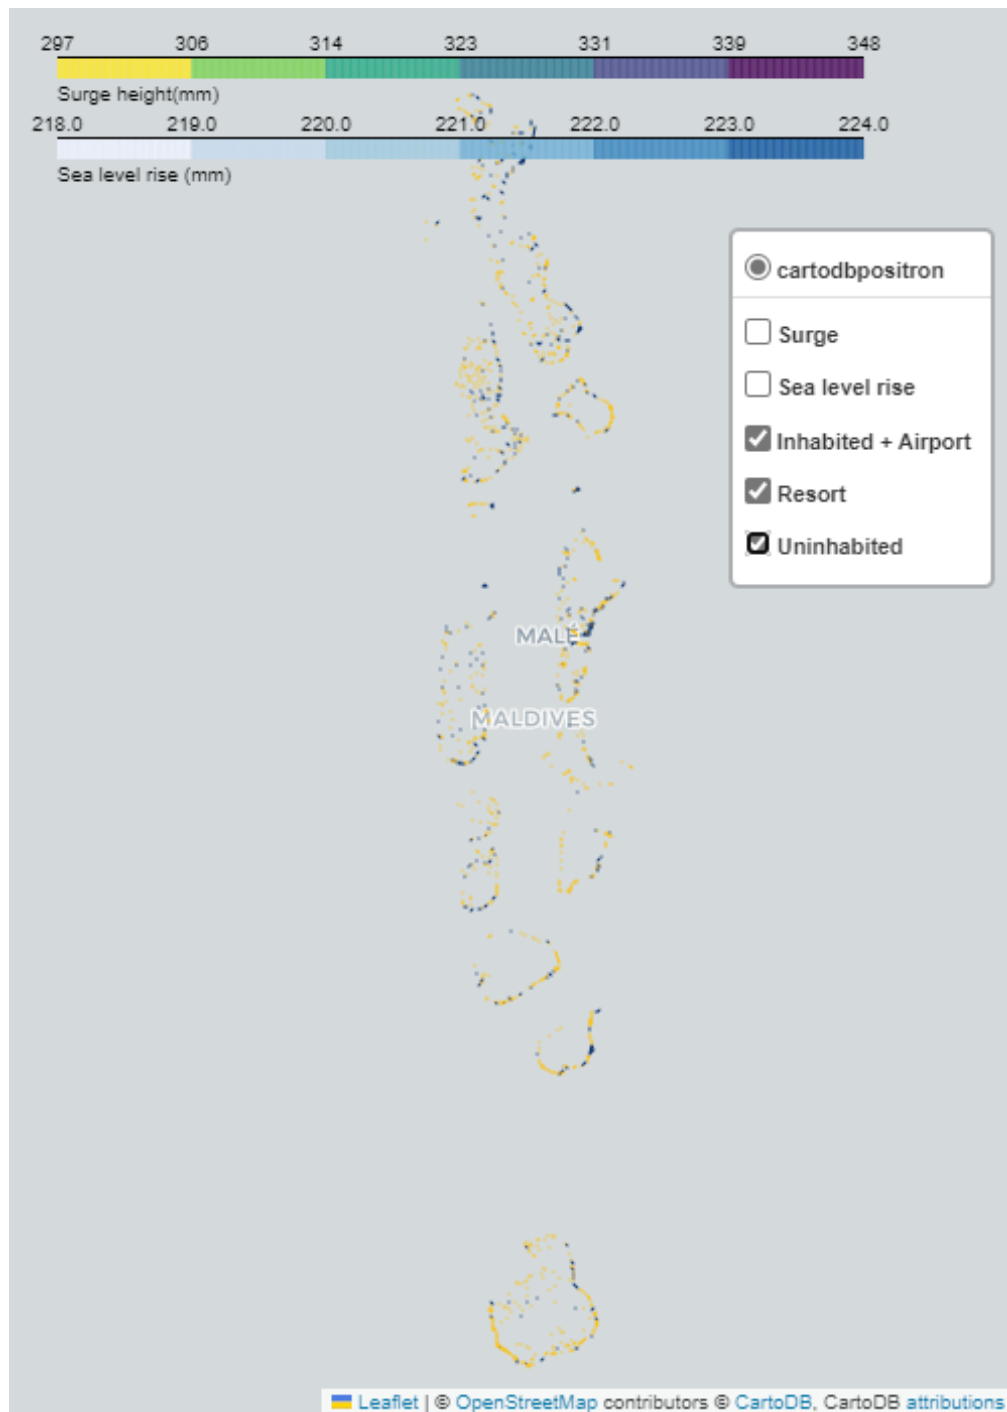 297 306 314 323 331 339 348
Surge height(mm)
218.0 219.0 220.0 221.0 222.0 223.0 224.0
Sea level rise (mm)
cartodbpositron
Surge
Sea level rise
Inhabited + Airport
Resort
Uninhabited
MALÉ
MALDIVES
Leaflet | © OpenStreetMap contributors © CartoDB, CartoDB attributions